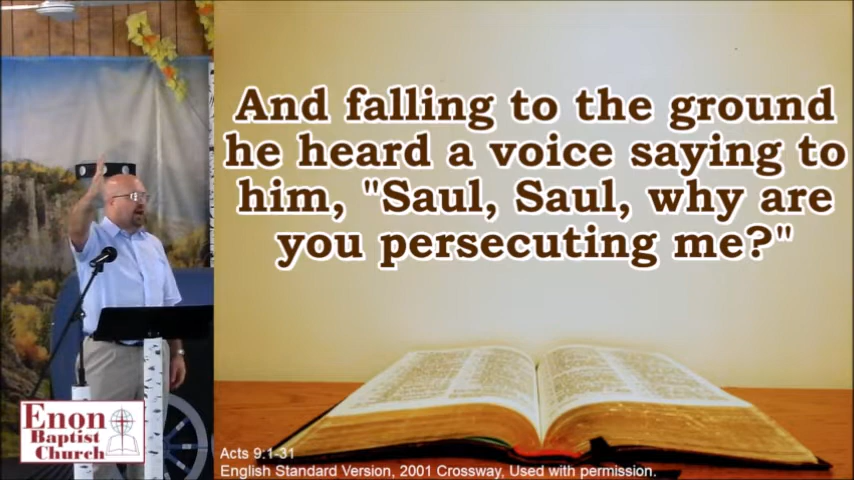 And falling to the ground
he heard a voice saying to
him, "Saul, Saul, why are
you persecuting me?"
Enon
Baptist
Church
Acts 9:1-31
English Standard Version, 2001 Crossway, Used with permission.